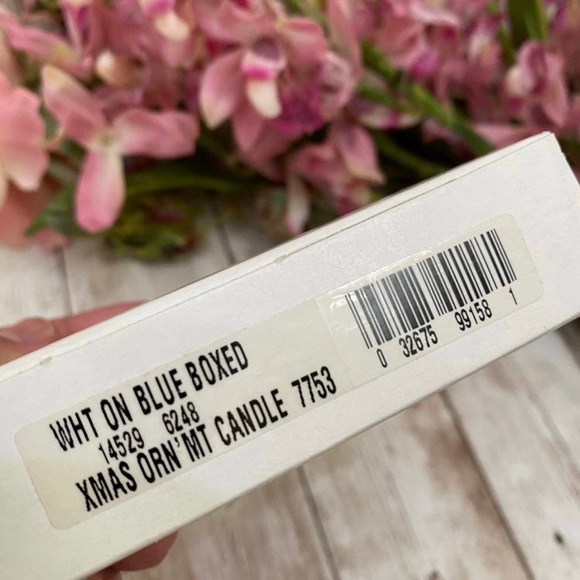 WHT ON BLUE BOXED
14529 6248
XMAS ORN'MT CANDLE 7753
0 32675 99158 1